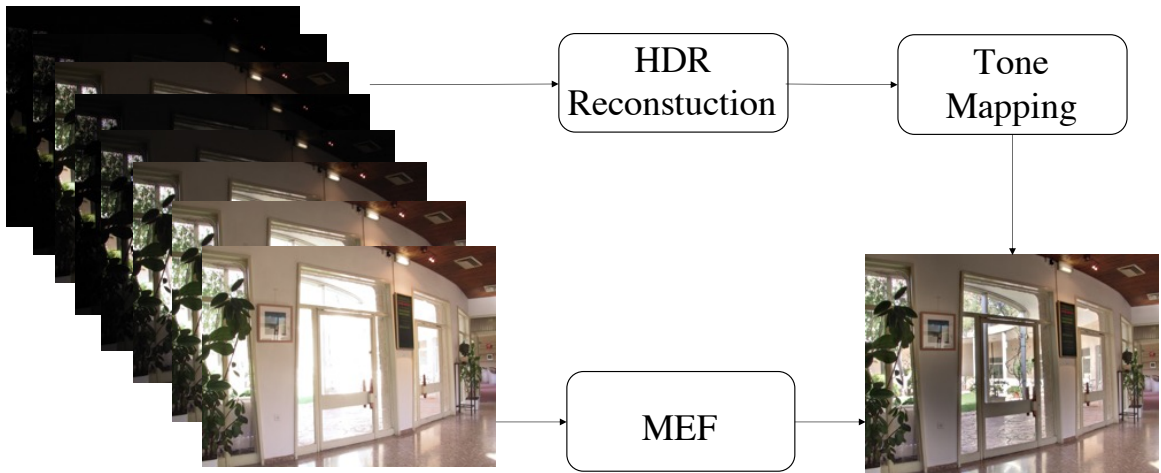 HDR
Reconstuction
Tone
Mapping
MEF